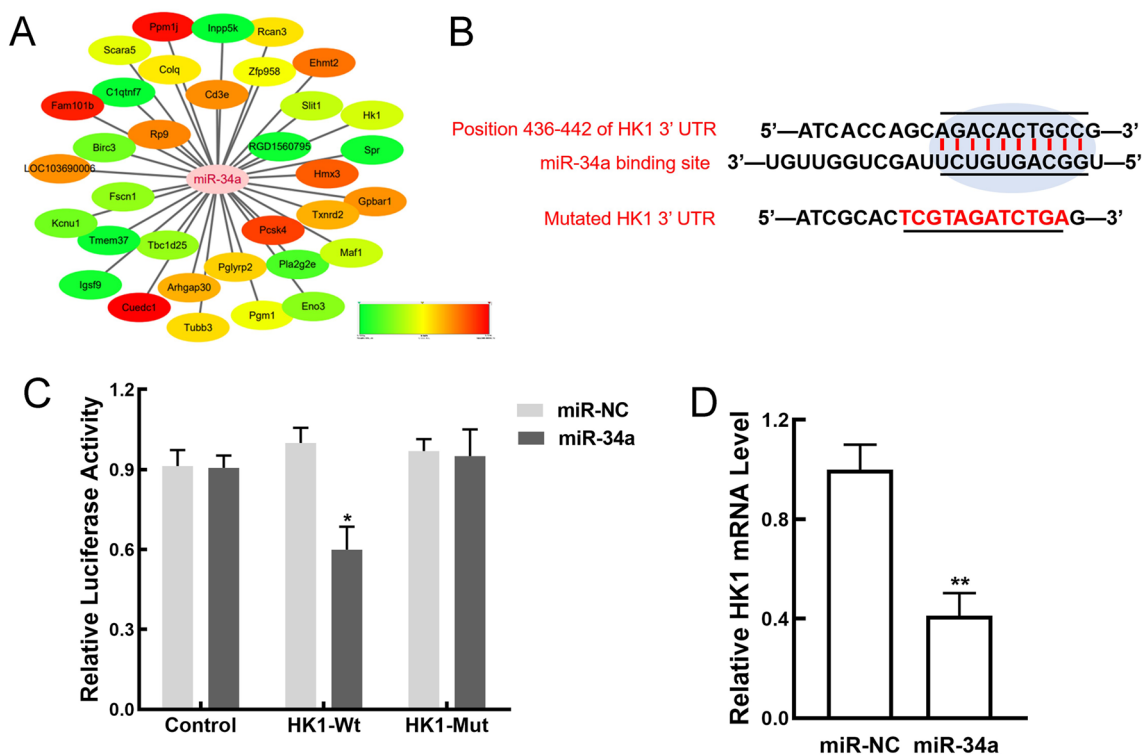 A
Ppm1j
Inpp5k
Rcan3
Scara5
Colq
Zfp958
Ehmt2
Fam101b
C1qtnf7
Cd3e
Slit1
Hk1
Rp9
Birc3
RGD1560795
Spr
LOC103690006
miR-34a
Hmx3
Fscn1
Gpbar1
Kcnu1
Txnrd2
Tmem37
Tbc1d25
Pcsk4
Maf1
Pglyrp2
Pla2g2e
Igsf9
Arhgap30
Cuedc1
Eno3
Pgm1
Tubb3
B
Position 436-442 of HK1 3' UTR
5'—ATCACCAGCAGACACTGCCG—3'
miR-34a binding site
3'—UGUUGGUCGAUUCUGUGACGGU—5'
Mutated HK1 3' UTR
5'—ATCGCACTCGTAGATCTGAG—3'
C
Relative Luciferase Activity
1.2
0.9
0.6
0.3
0.0
*
Control
HK1-Wt
HK1-Mut
miR-NC
miR-34a
D
Relative HK1 mRNA Level
1.2
0.8
0.4
0.0
**
miR-NC
miR-34a